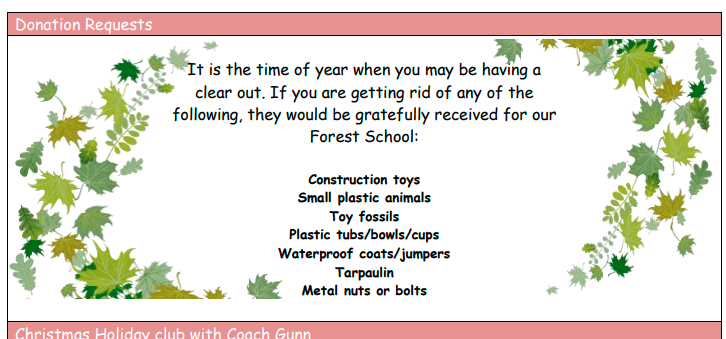 Donation Requests
It is the time of year when you may be having a
clear out. If you are getting rid of any of the
following, they would be gratefully received for our
Forest School:
Construction toys
Small plastic animals
Toy fossils
Plastic tubs/bowls/cups
Waterproof coats/jumpers
Tarpaulin
Metal nuts or bolts
Christmas Holiday club with Coach Gunn